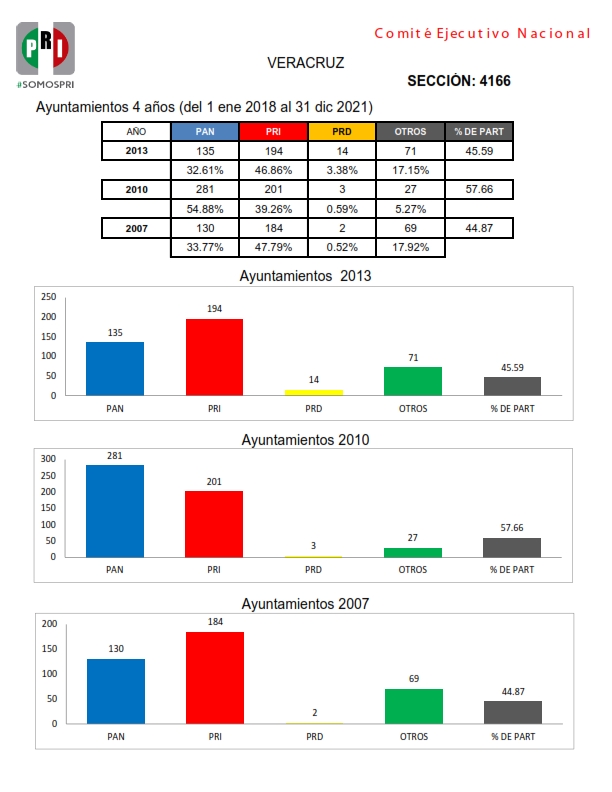 PRI
#SOMOSPRI
Comité Ejecutivo Nacional
VERACRUZ
SECCIÓN: 4166
Ayuntamientos 4 años (del 1 ene 2018 al 31 dic 2021)
AÑO PAN PRI PRD OTROS % DE PART
2013 135 194 14 71 45.59
32.61% 46.86% 3.38% 17.15%
2010 281 201 3 27 57.66
54.88% 39.26% 0.59% 5.27%
2007 130 184 2 69 44.87
33.77% 47.79% 0.52% 17.92%
Ayuntamientos 2013
250
200
150
100
50
0
135
194
14
71
45.59
PAN PRI PRD OTROS % DE PART
Ayuntamientos 2010
300
250
200
150
100
50
0
281
201
3
27
57.66
PAN PRI PRD OTROS % DE PART
Ayuntamientos 2007
200
150
100
50
0
130
184
2
69
44.87
PAN PRI PRD OTROS % DE PART